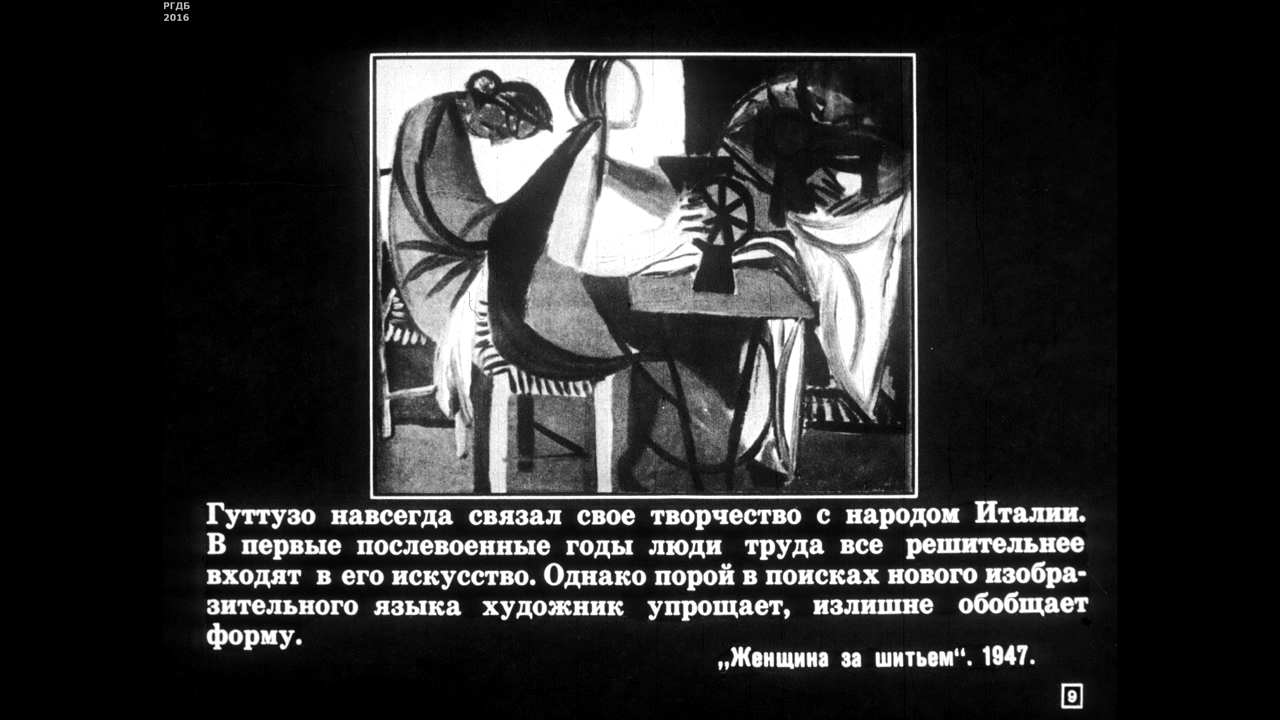 РГДБ
2016
Гуттузо навсегда связал свое творчество с народом Италии.
В первые послевоенные годы люди труда все решительнее
входят в его искусство. Однако порой в поисках нового изобра-
зительного языка художник упрощает, излишне обобщает
форму.
„Женщина за шитьем“. 1947.
9